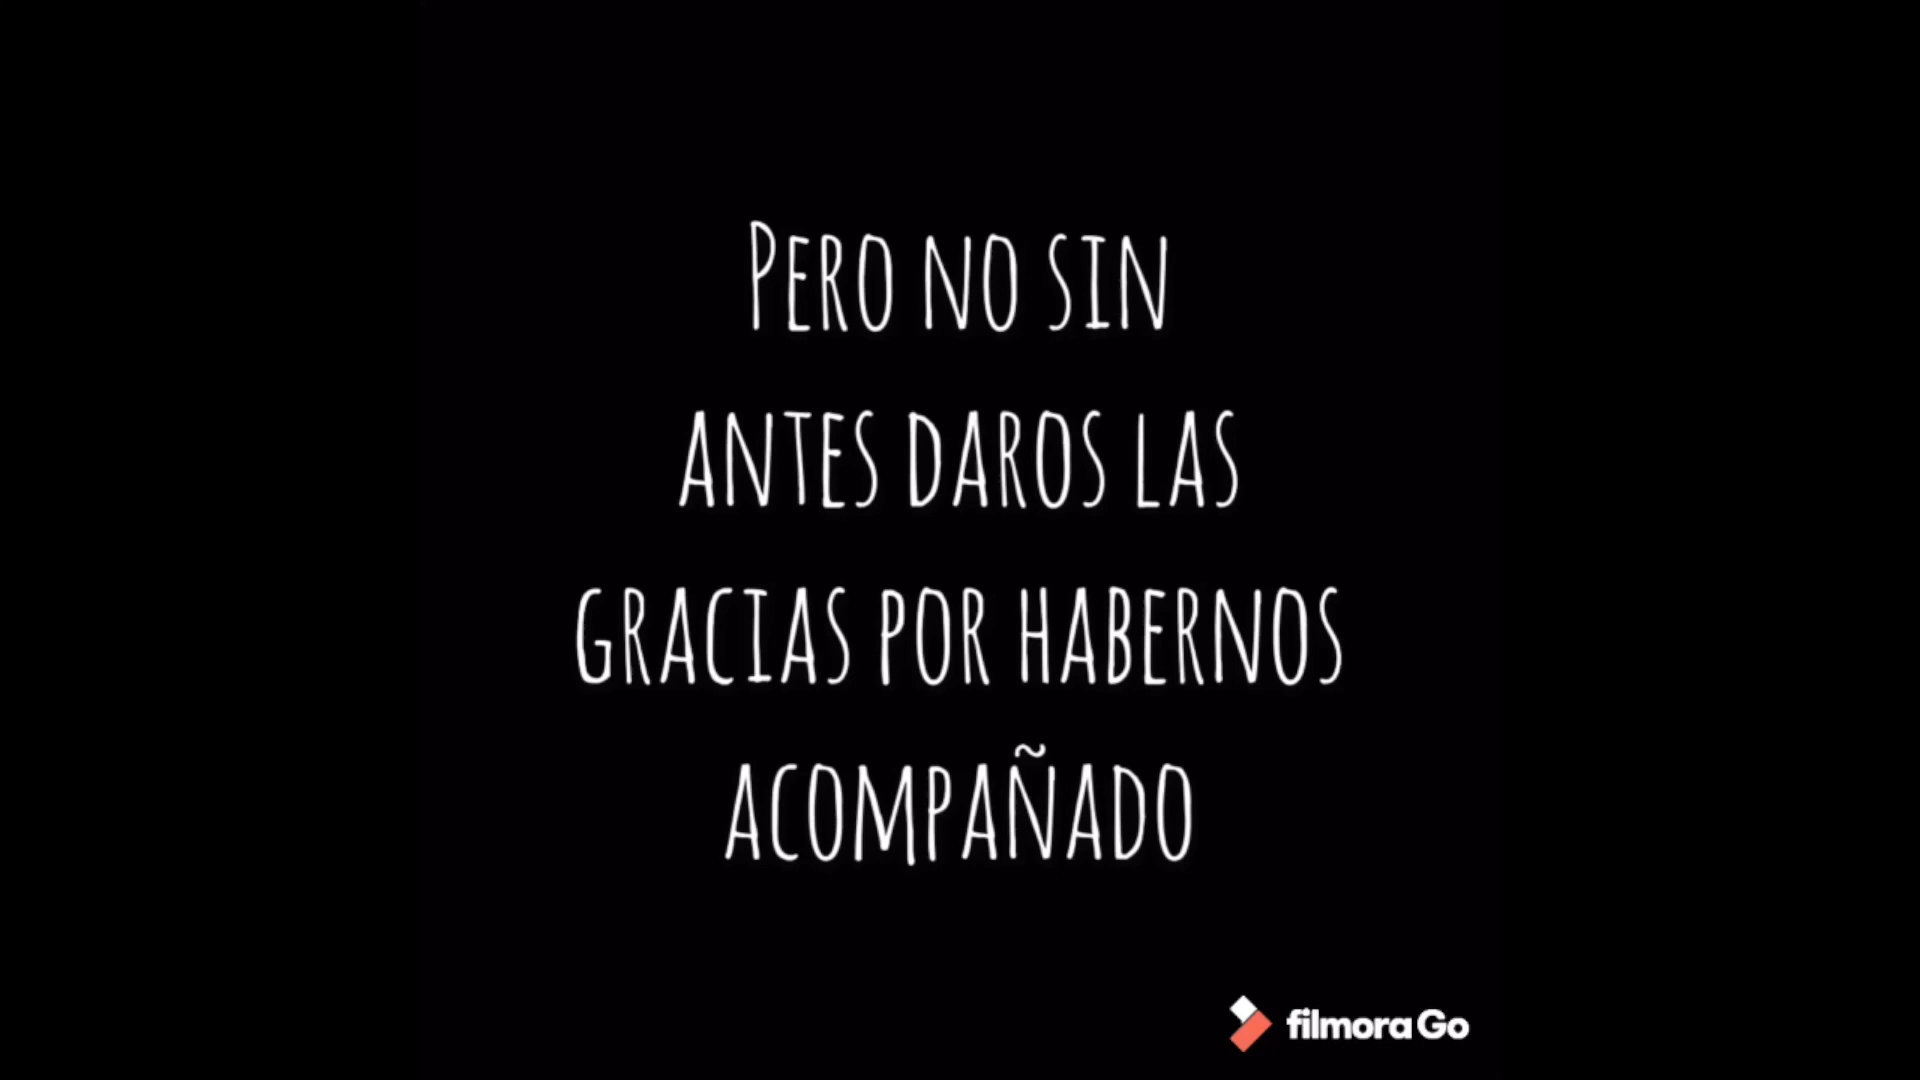 Pero no sin
antes daros las
gracias por habernos
acompañado
filmora Go